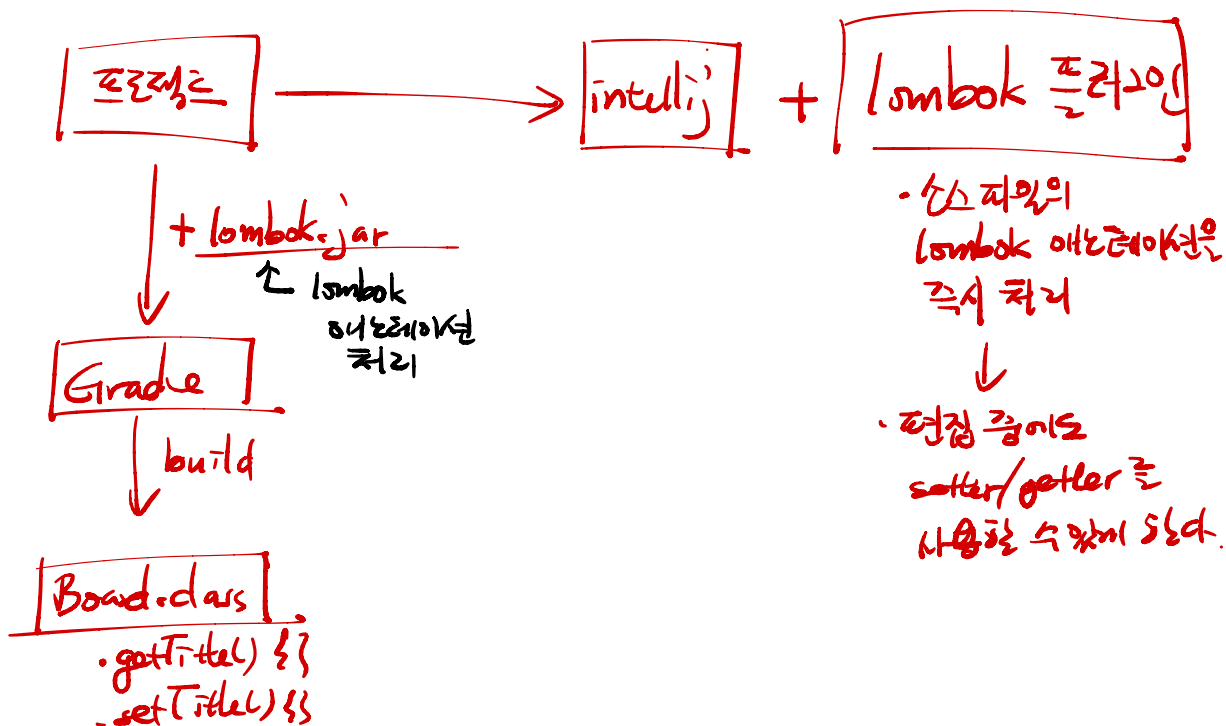 프로젝트
intellij + lombok 플러그인
+ lombok.jar
lombok
애노테이션
처리
Gradle
build
Board.class
· getTitle() {}
· setTitle() {}
· 소스 파일의
lombok 애노테이션을
즉시 처리
· 편집 중에도
setter/getter를
사용할 수 있게 한다.